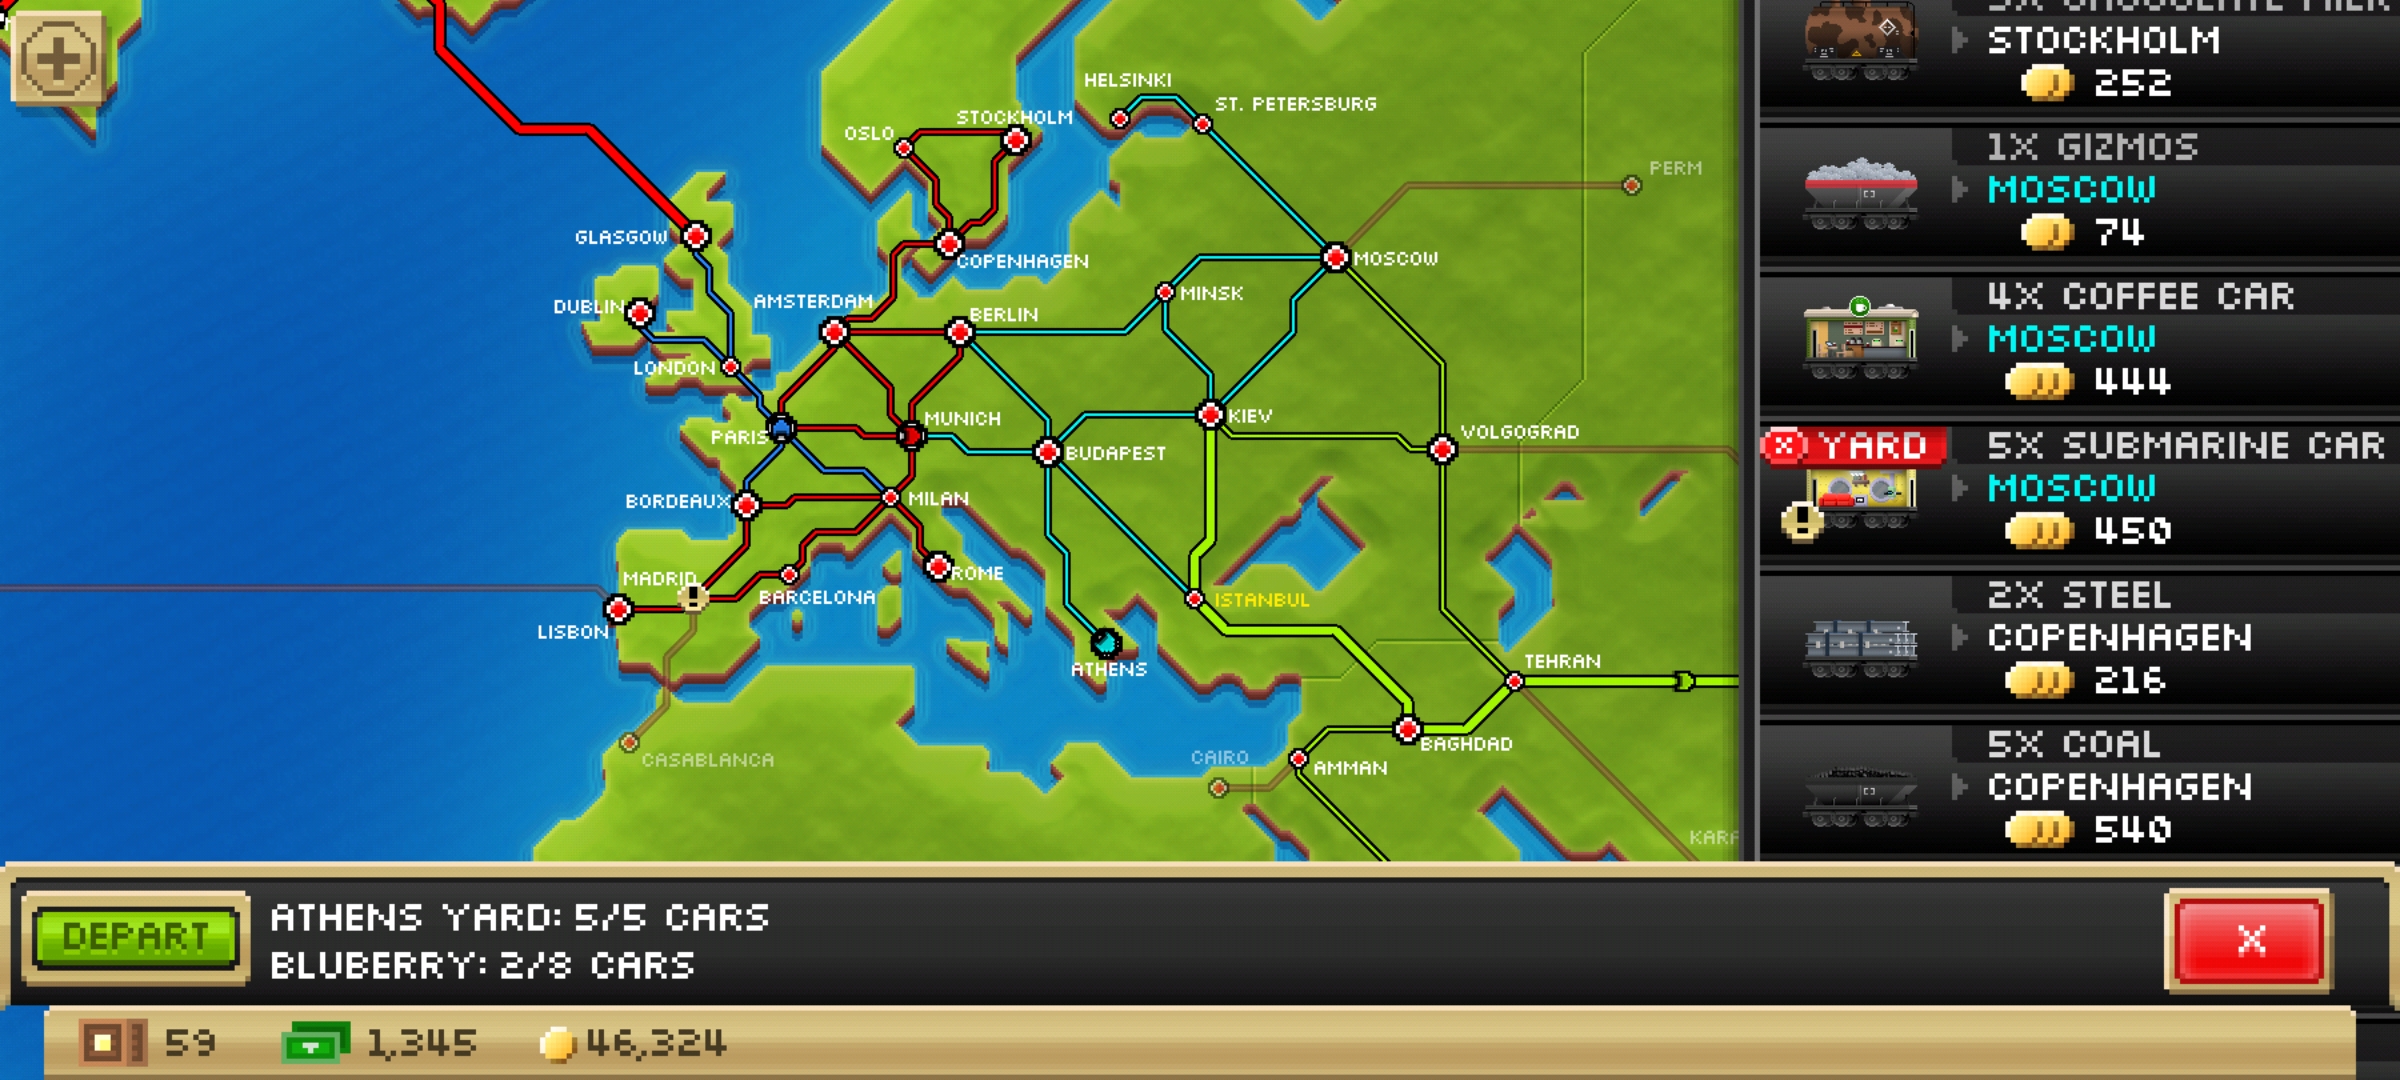 STOCKHOLM
252
1X GIZMOS
MOSCOW
74
4X COFFEE CAR
MOSCOW
444
YARD
5X SUBMARINE CAR
MOSCOW
450
2X STEEL
COPENHAGEN
216
5X COAL
COPENHAGEN
540
HELSINKI
ST. PETERSBURG
STOCKHOLM
OSLO
PERM
GLASGOW
COPENHAGEN
MOSCOW
MINSK
AMSTERDAM
DUBLIN
BERLIN
LONDON
MUNICH
KIEV
PARIS
VOLGOGRAD
BUDAPEST
BORDEAUX
MILAN
MADRID
ROME
BARCELONA
ISTANBUL
LISBON
ATHENS
TEHRAN
BAGHDAD
CASABLANCA
CAIRO
AMMAN
KARA
DEPART
ATHENS YARD: 5/5 CARS
BLUBERRY: 2/8 CARS
X
59
1,345
46,324